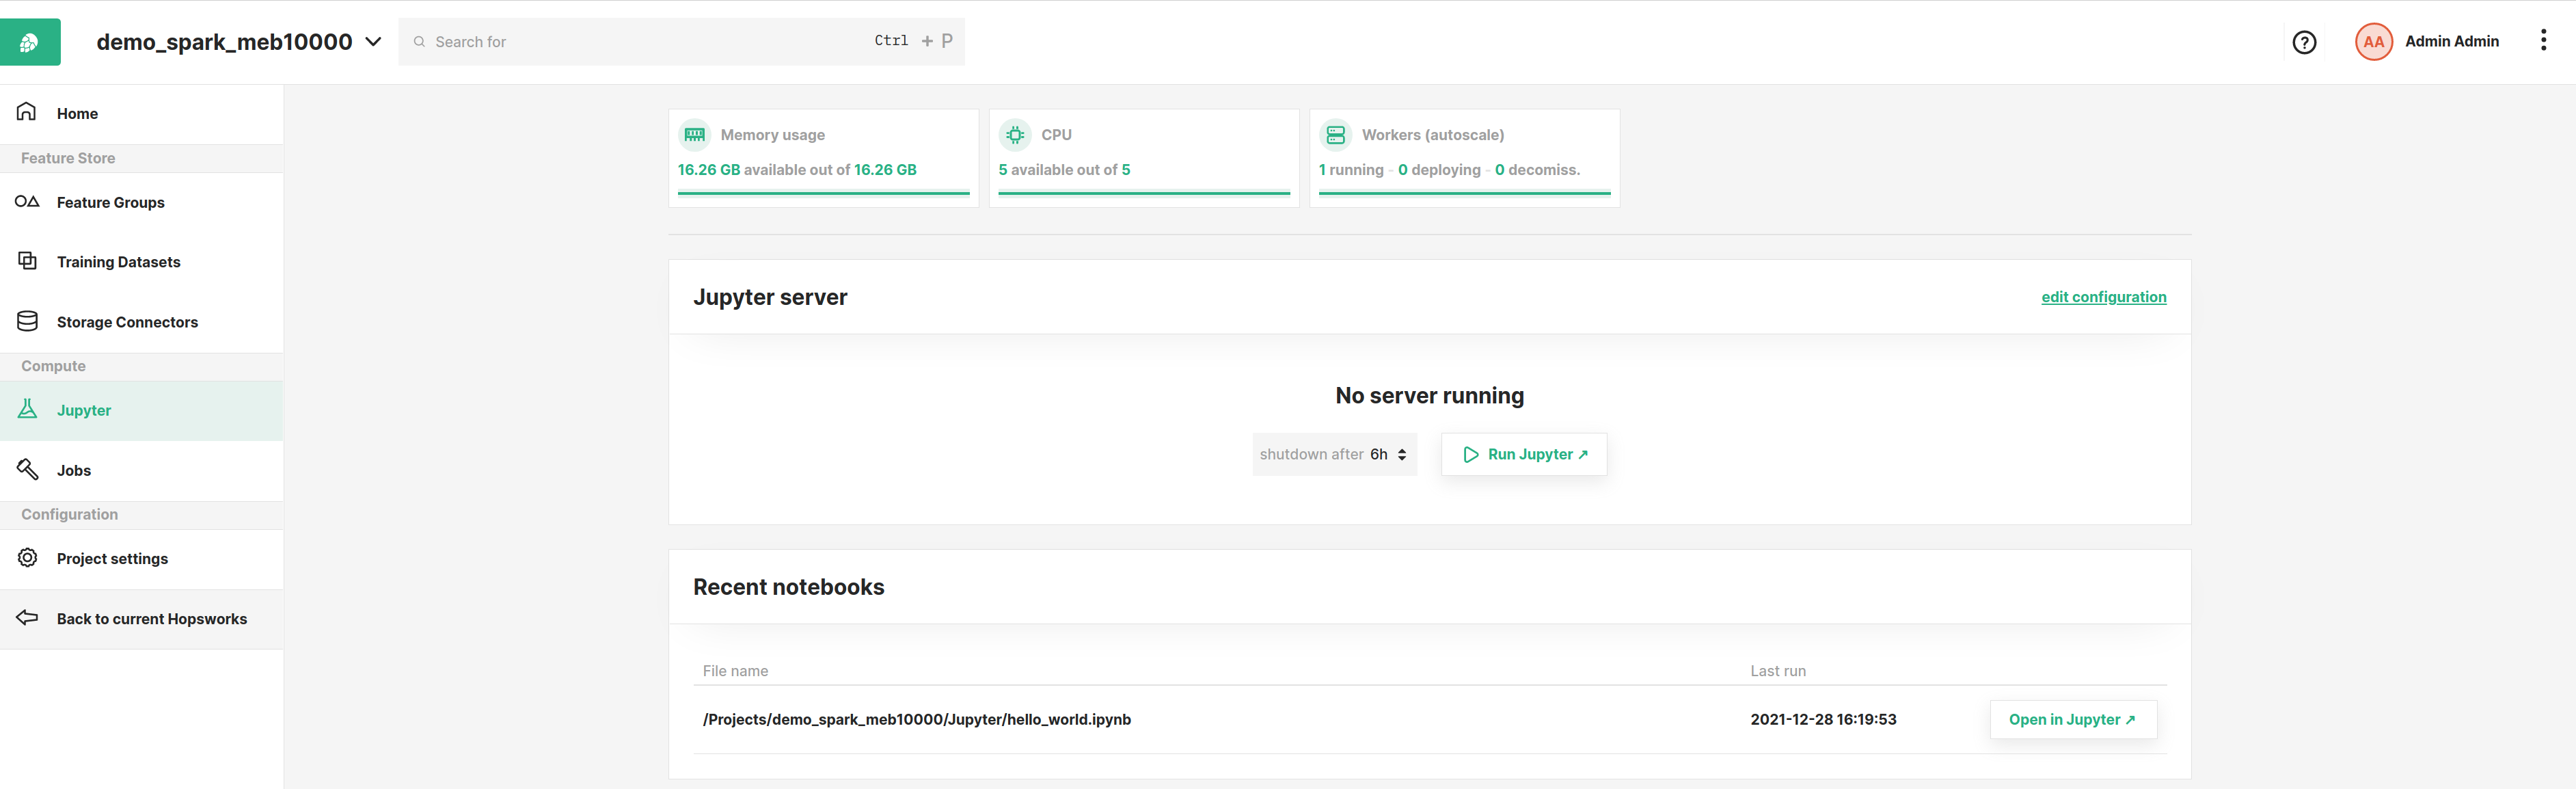 demo_spark_meb10000
Search for
Ctrl + P
AA
Admin Admin
Home
Feature Store
Feature Groups
Training Datasets
Storage Connectors
Compute
Jupyter
Jobs
Configuration
Project settings
Back to current Hopsworks
Memory usage
16.26 GB available out of 16.26 GB
CPU
5 available out of 5
Workers (autoscale)
1 running - 0 deploying - 0 decomiss.
Jupyter server
edit configuration
No server running
shutdown after 6h
Run Jupyter ↗
Recent notebooks
File name
Last run
/Projects/demo_spark_meb10000/Jupyter/hello_world.ipynb
2021-12-28 16:19:53
Open in Jupyter ↗